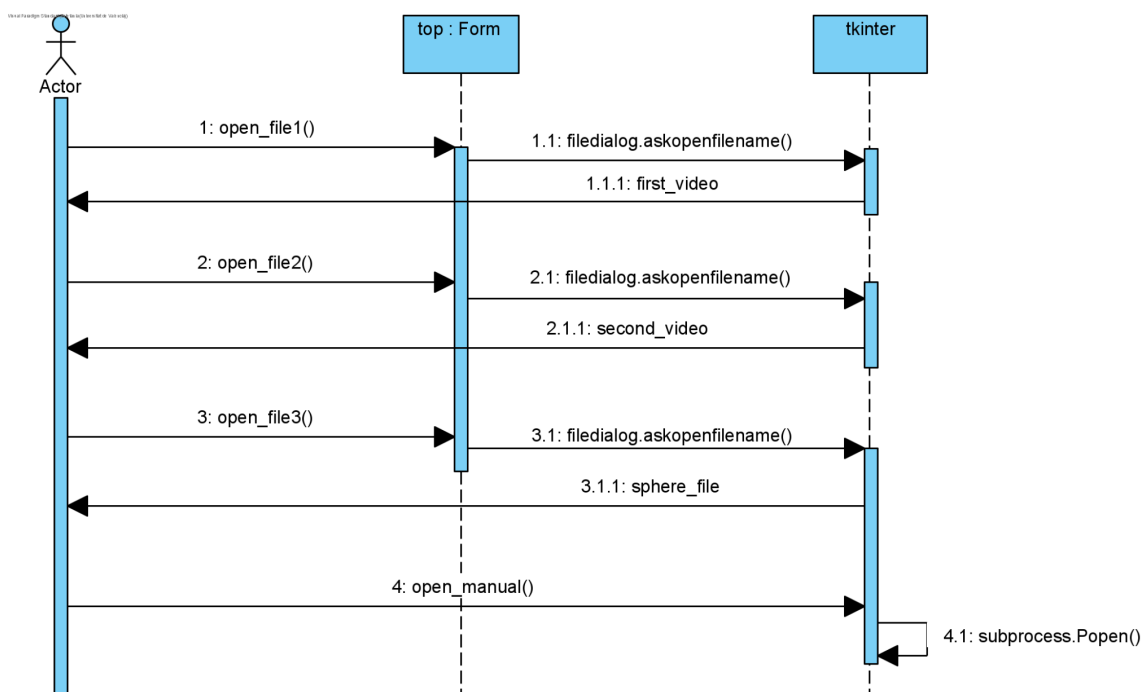 top : Form
tkinter
Actor
1: open_file1()
1.1: filedialog.askopenfilename()
1.1.1: first_video
2: open_file2()
2.1: filedialog.askopenfilename()
2.1.1: second_video
3: open_file3()
3.1: filedialog.askopenfilename()
3.1.1: sphere_file
4: open_manual()
4.1: subprocess.Popen()